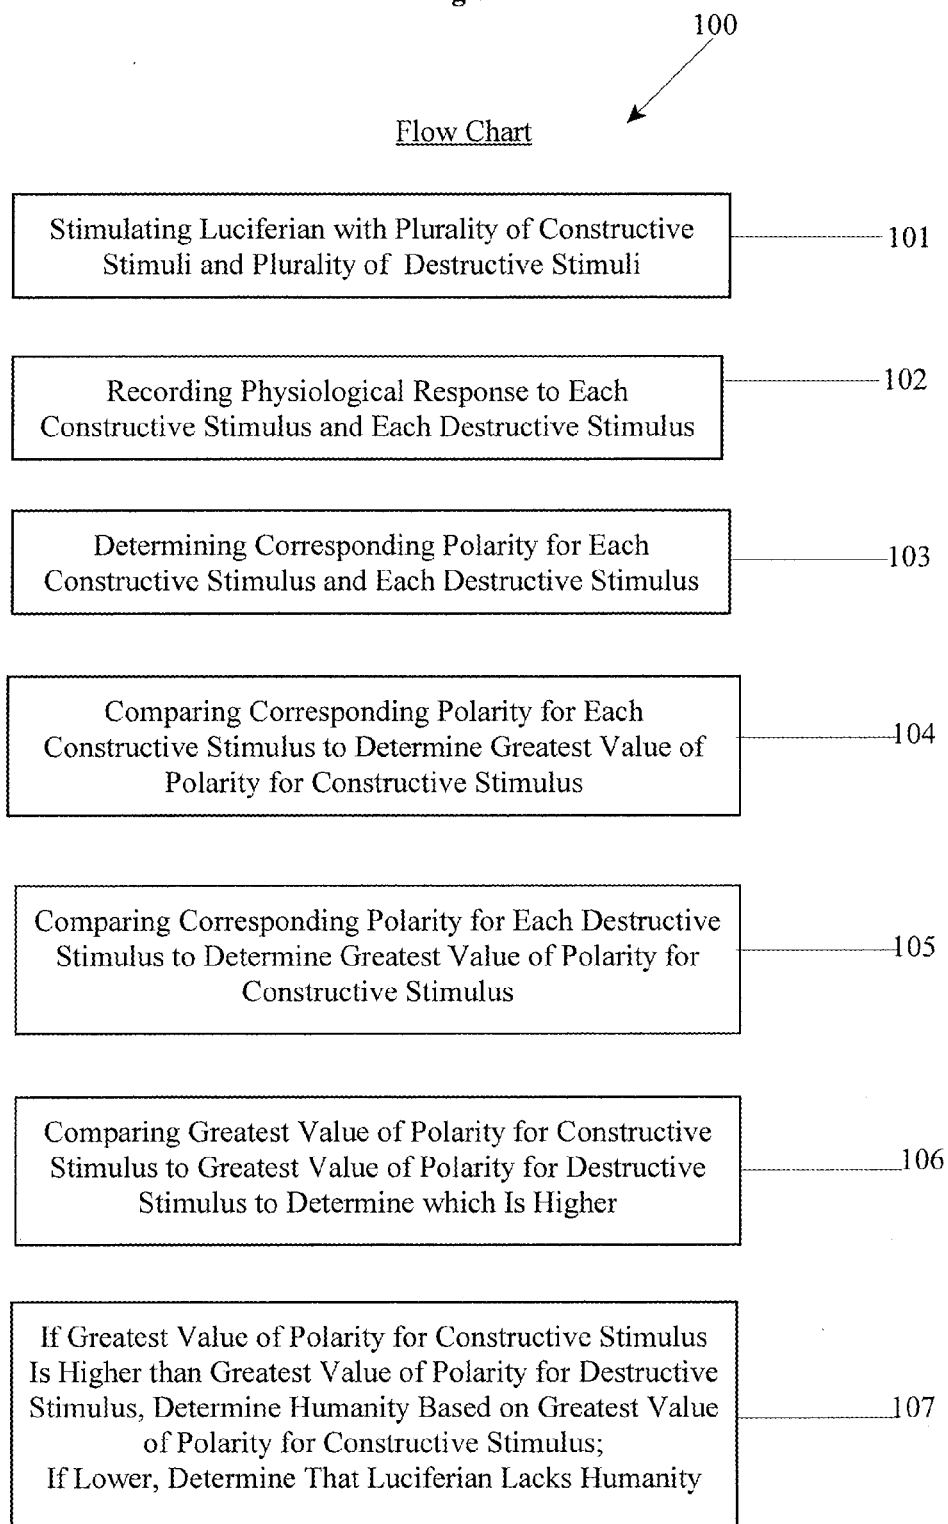 100
Flow Chart
Stimulating Luciferian with Plurality of Constructive
Stimuli and Plurality of Destructive Stimuli
101
Recording Physiological Response to Each
Constructive Stimulus and Each Destructive Stimulus
102
Determining Corresponding Polarity for Each
Constructive Stimulus and Each Destructive Stimulus
103
Comparing Corresponding Polarity for Each
Constructive Stimulus to Determine Greatest Value of
Polarity for Constructive Stimulus
104
Comparing Corresponding Polarity for Each Destructive
Stimulus to Determine Greatest Value of Polarity for
Constructive Stimulus
105
Comparing Greatest Value of Polarity for Constructive
Stimulus to Greatest Value of Polarity for Destructive
Stimulus to Determine which Is Higher
106
If Greatest Value of Polarity for Constructive Stimulus
Is Higher than Greatest Value of Polarity for Destructive
Stimulus, Determine Humanity Based on Greatest Value
of Polarity for Constructive Stimulus;
If Lower, Determine That Luciferian Lacks Humanity
107